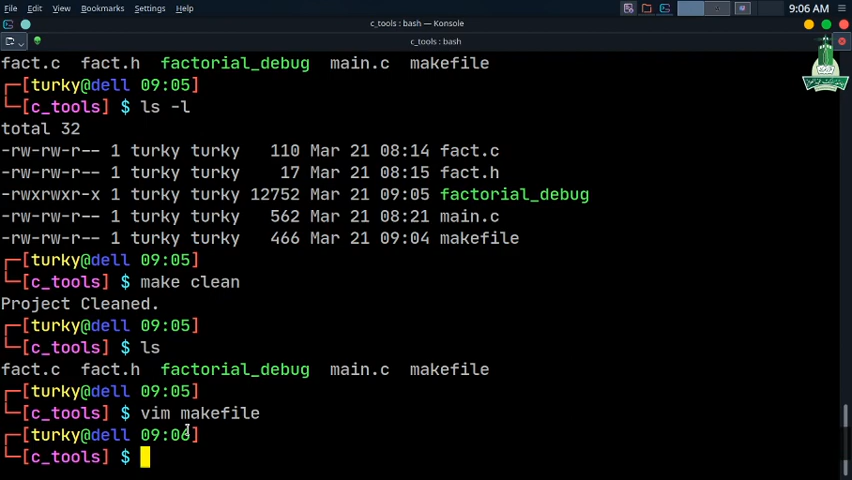 File Edit View Bookmarks Settings Help 9:06 AM
c_tools : bash — Konsole
c_tools : bash
fact.c fact.h factorial_debug main.c makefile
┌─[turky@dell 09:05]
└─[c_tools] $ ls -l
total 32
-rw-rw-r-- 1 turky turky 110 Mar 21 08:14 fact.c
-rw-rw-r-- 1 turky turky 17 Mar 21 08:15 fact.h
-rwxrwxr-x 1 turky turky 12752 Mar 21 09:05 factorial_debug
-rw-rw-r-- 1 turky turky 562 Mar 21 08:21 main.c
-rw-rw-r-- 1 turky turky 466 Mar 21 09:04 makefile
┌─[turky@dell 09:05]
└─[c_tools] $ make clean
Project Cleaned.
┌─[turky@dell 09:05]
└─[c_tools] $ ls
fact.c fact.h factorial_debug main.c makefile
┌─[turky@dell 09:05]
└─[c_tools] $ vim makefile
┌─[turky@dell 09:06]
└─[c_tools] $